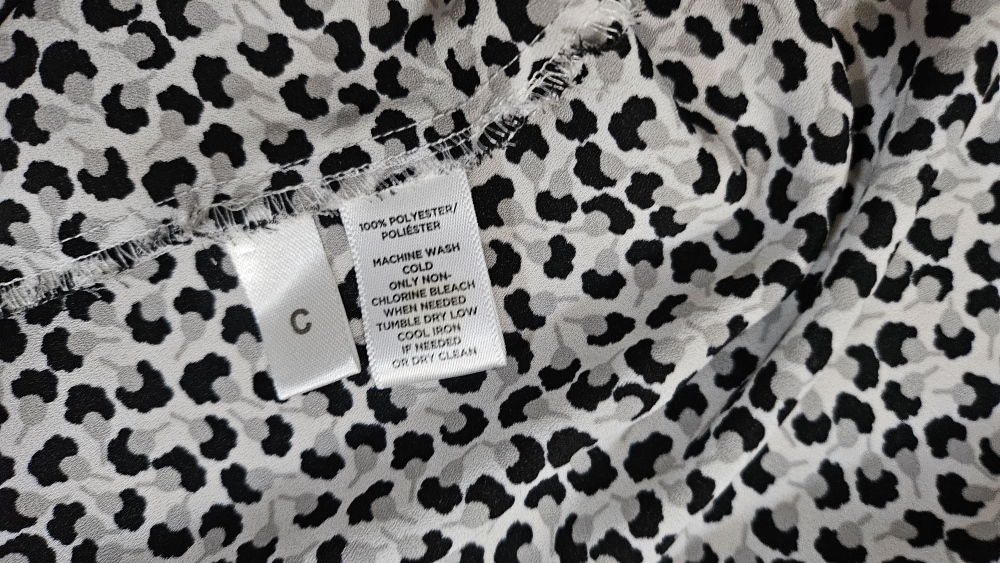 C
100% POLYESTER/
POLIÉSTER
MACHINE WASH
COLD
ONLY NON-
CHLORINE BLEACH
WHEN NEEDED
TUMBLE DRY LOW
COOL IRON
IF NEEDED
OR DRY CLEAN